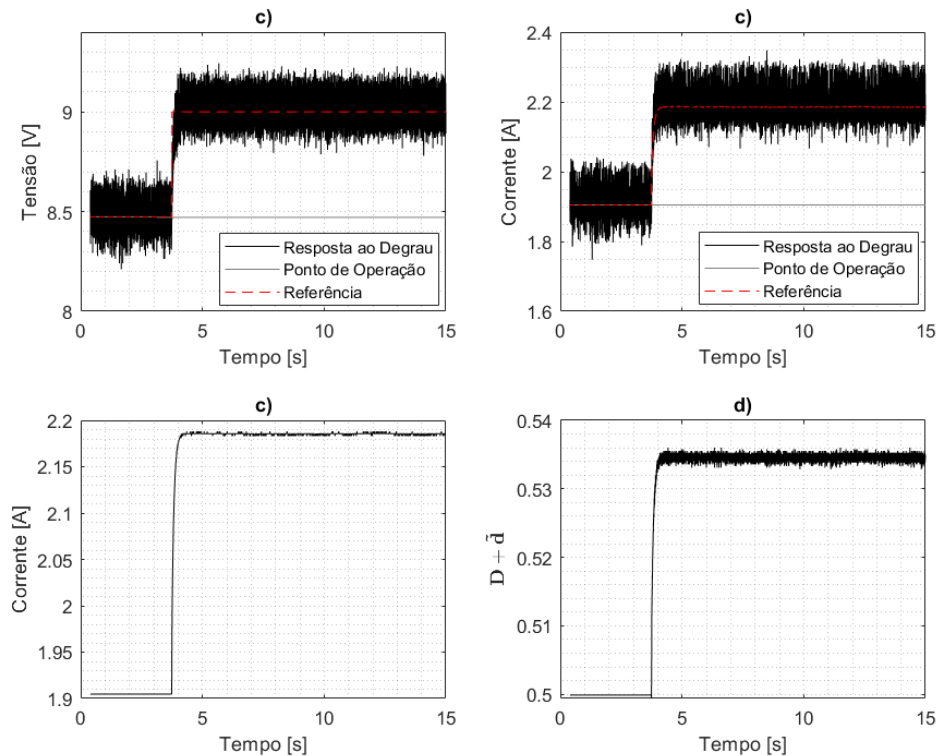 c)
Tensão [V]
9
8.5
8
Resposta ao Degrau
Ponto de Operação
Referência
0 5 10 15
Tempo [s]
c)
Corrente [A]
2.4
2.2
2
1.8
1.6
Resposta ao Degrau
Ponto de Operação
Referência
0 5 10 15
Tempo [s]
c)
Corrente [A]
2.2
2.15
2.1
2.05
2
1.95
1.9
0 5 10 15
Tempo [s]
d)
D + d̃
0.54
0.53
0.52
0.51
0.5
0 5 10 15
Tempo [s]